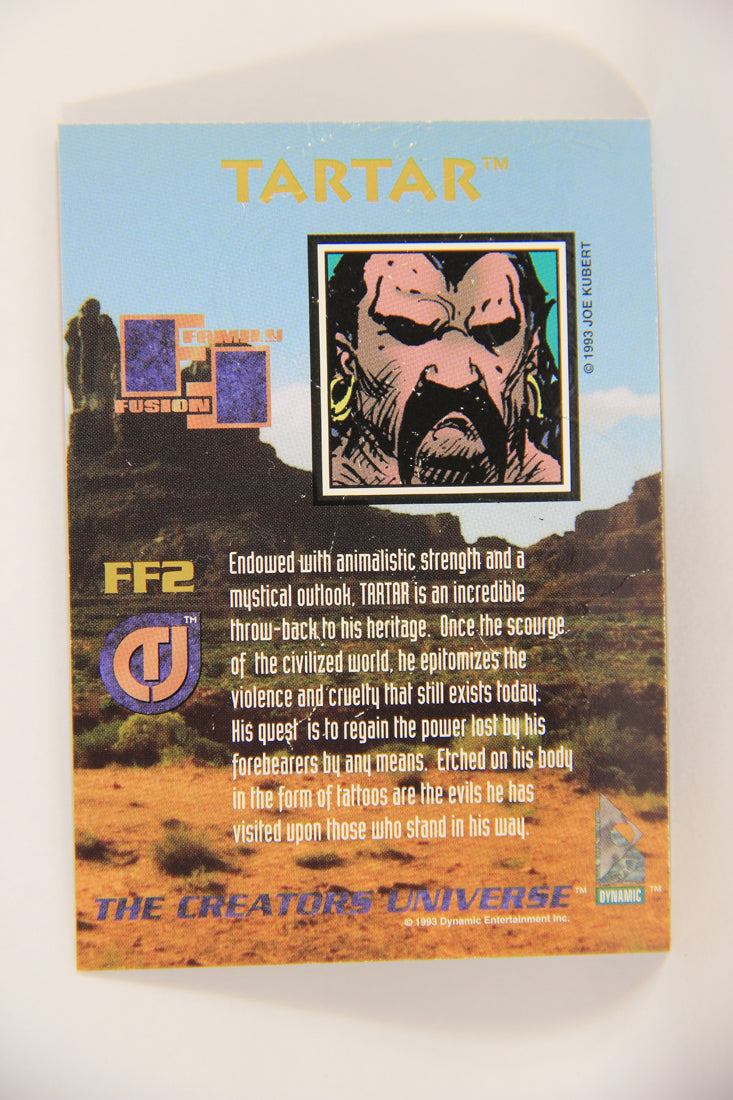 TARTAR™
© 1993 JOE KUBERT
FAMILY
FUSION
FF2
Endowed with animalistic strength and a
mystical outlook, TARTAR is an incredible
throw-back to his heritage. Once the scourge
of the civilized world, he epitomizes the
violence and cruelty that still exists today.
His quest is to regain the power lost by his
forebearers by any means. Etched on his body
in the form of tattoos are the evils he has
visited upon those who stand in his way.
™
THE CREATORS UNIVERSE™
© 1993 Dynamic Entertainment Inc.
DYNAMIC ™